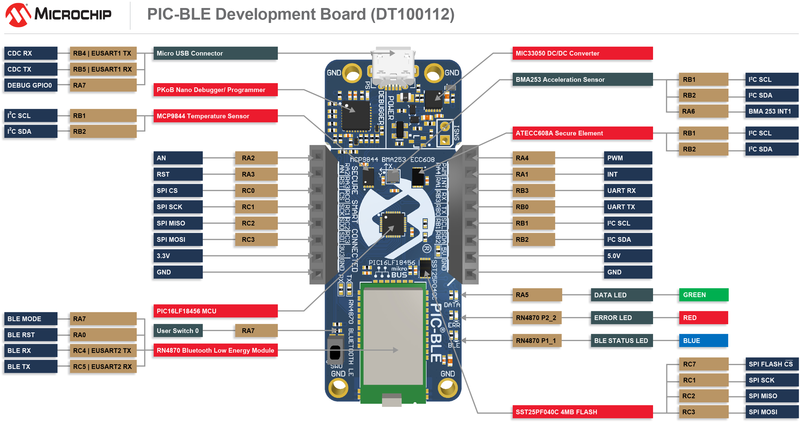 MICROCHIP
PIC-BLE Development Board (DT100112)
CDC RX
RB4 | EUSART1 TX
Micro USB Connector
CDC TX
RB5 | EUSART1 RX
DEBUG GPIO0
RA7
PKoB Nano Debugger/ Programmer
I²C SCL
RB1
MCP9844 Temperature Sensor
I²C SDA
RB2
AN
RA2
RST
RA3
SPI CS
RC0
SPI SCK
RC1
SPI MISO
RC2
SPI MOSI
RC3
3.3V
GND
PIC16LF18456 MCU
BLE MODE
RA7
User Switch 0
RA7
BLE RST
RA0
BLE RX
RC4 | EUSART2 TX
RN4870 Bluetooth Low Energy Module
BLE TX
RC5 | EUSART2 RX
GND
GND
PS
DEBUGGER
POWER
MCP9844 BMA253 ECC608
SECURE SMART CONNECTED
PIC16LF18456
mikro
BUS
SST25PF040C
RN4870 BLUETOOTH LE
DATA
ERR
PIC-BLE
SW0
GND
GND
MIC33050 DC/DC Converter
BMA253 Acceleration Sensor
RB1
I²C SCL
RB2
I²C SDA
RA6
BMA 253 INT1
ATECC608A Secure Element
RB1
I²C SCL
RB2
I²C SDA
RA4
PWM
RA1
INT
RB3
UART RX
RB0
UART TX
RB1
I²C SCL
RB2
I²C SDA
5.0V
GND
RA5
DATA LED
GREEN
RN4870 P2_2
ERROR LED
RED
RN4870 P1_1
BLE STATUS LED
BLUE
RC7
SPI FLASH C̅S̅
RC1
SPI SCK
RC2
SPI MISO
SST25PF040C 4MB FLASH
RC3
SPI MOSI